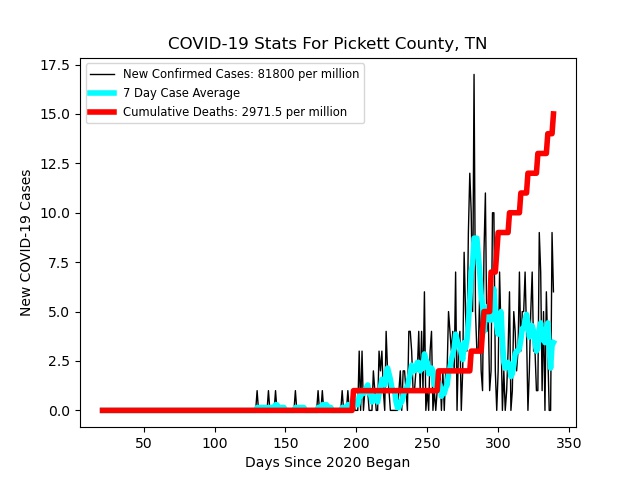 COVID-19 Stats For Pickett County, TN
New Confirmed Cases: 81800 per million
7 Day Case Average
Cumulative Deaths: 2971.5 per million
New COVID-19 Cases
17.5
15.0
12.5
10.0
7.5
5.0
2.5
0.0
50 100 150 200 250 300 350
Days Since 2020 Began